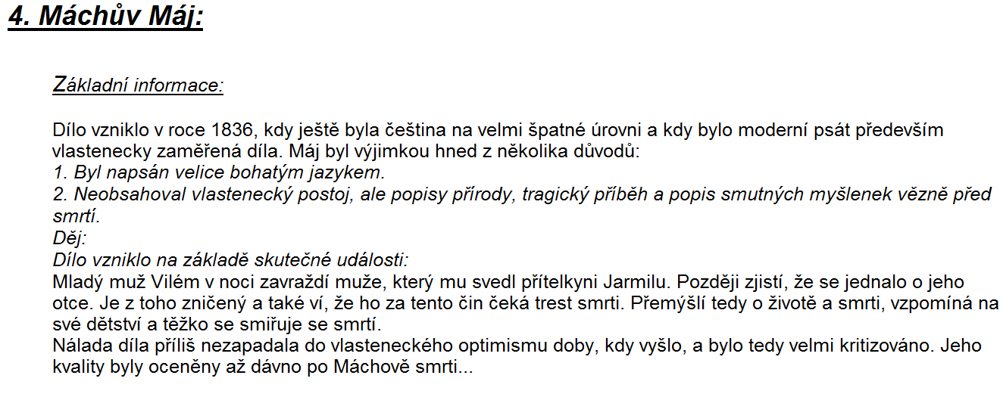 4. Máchův Máj:
Základní informace:
Dílo vzniklo v roce 1836, kdy ještě byla čeština na velmi špatné úrovni a kdy bylo moderní psát především
vlastenecky zaměřená díla. Máj byl výjimkou hned z několika důvodů:
1. Byl napsán velice bohatým jazykem.
2. Neobsahoval vlastenecký postoj, ale popisy přírody, tragický příběh a popis smutných myšlenek vězně před
smrtí.
Děj:
Dílo vzniklo na základě skutečné události:
Mladý muž Vilém v noci zavraždí muže, který mu svedl přítelkyni Jarmilu. Později zjistí, že se jednalo o jeho
otce. Je z toho zničený a také ví, že ho za tento čin čeká trest smrti. Přemýšlí tedy o životě a smrti, vzpomíná na
své dětství a těžko se smiřuje se smrtí.
Nálada díla příliš nezapadala do vlasteneckého optimismu doby, kdy vyšlo, a bylo tedy velmi kritizováno. Jeho
kvality byly oceněny až dávno po Máchově smrti...